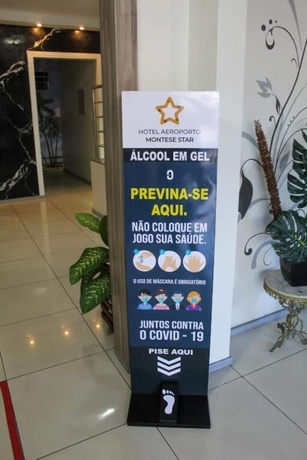 HOTEL AEROPORTO
MONTESE STAR
ÁLCOOL EM GEL
PREVINA-SE
AQUI.
NÃO COLOQUE EM
JOGO SUA SAÚDE.
O USO DE MÁSCARA É OBRIGATÓRIO
JUNTOS CONTRA
O COVID - 19
PISE AQUI